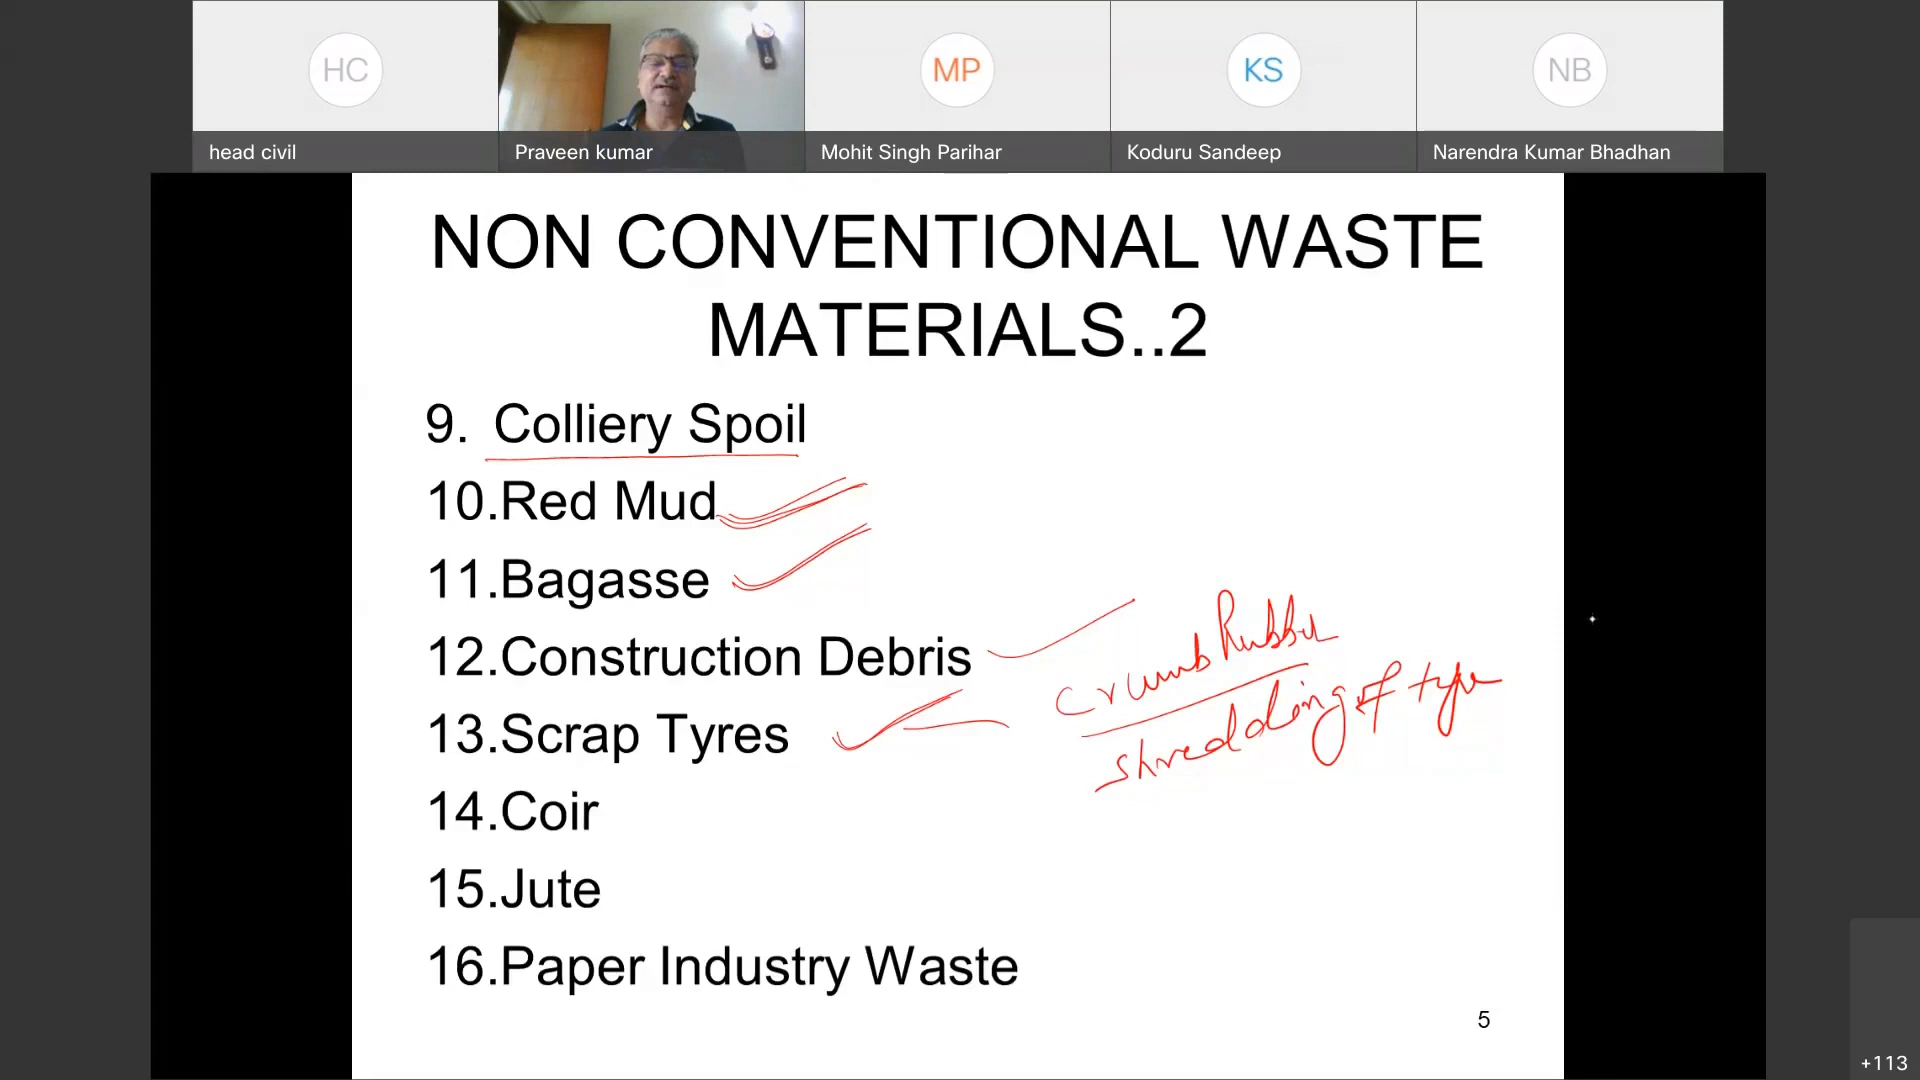 HC
MP
KS
NB
head civil
Praveen kumar
Mohit Singh Parihar
Koduru Sandeep
Narendra Kumar Bhadhan
NON CONVENTIONAL WASTE
MATERIALS..2
9. Colliery Spoil
10.Red Mud
11.Bagasse
12.Construction Debris
13.Scrap Tyres
Crumb Rubber
shredding of tyre
14.Coir
15.Jute
16.Paper Industry Waste
5
+113